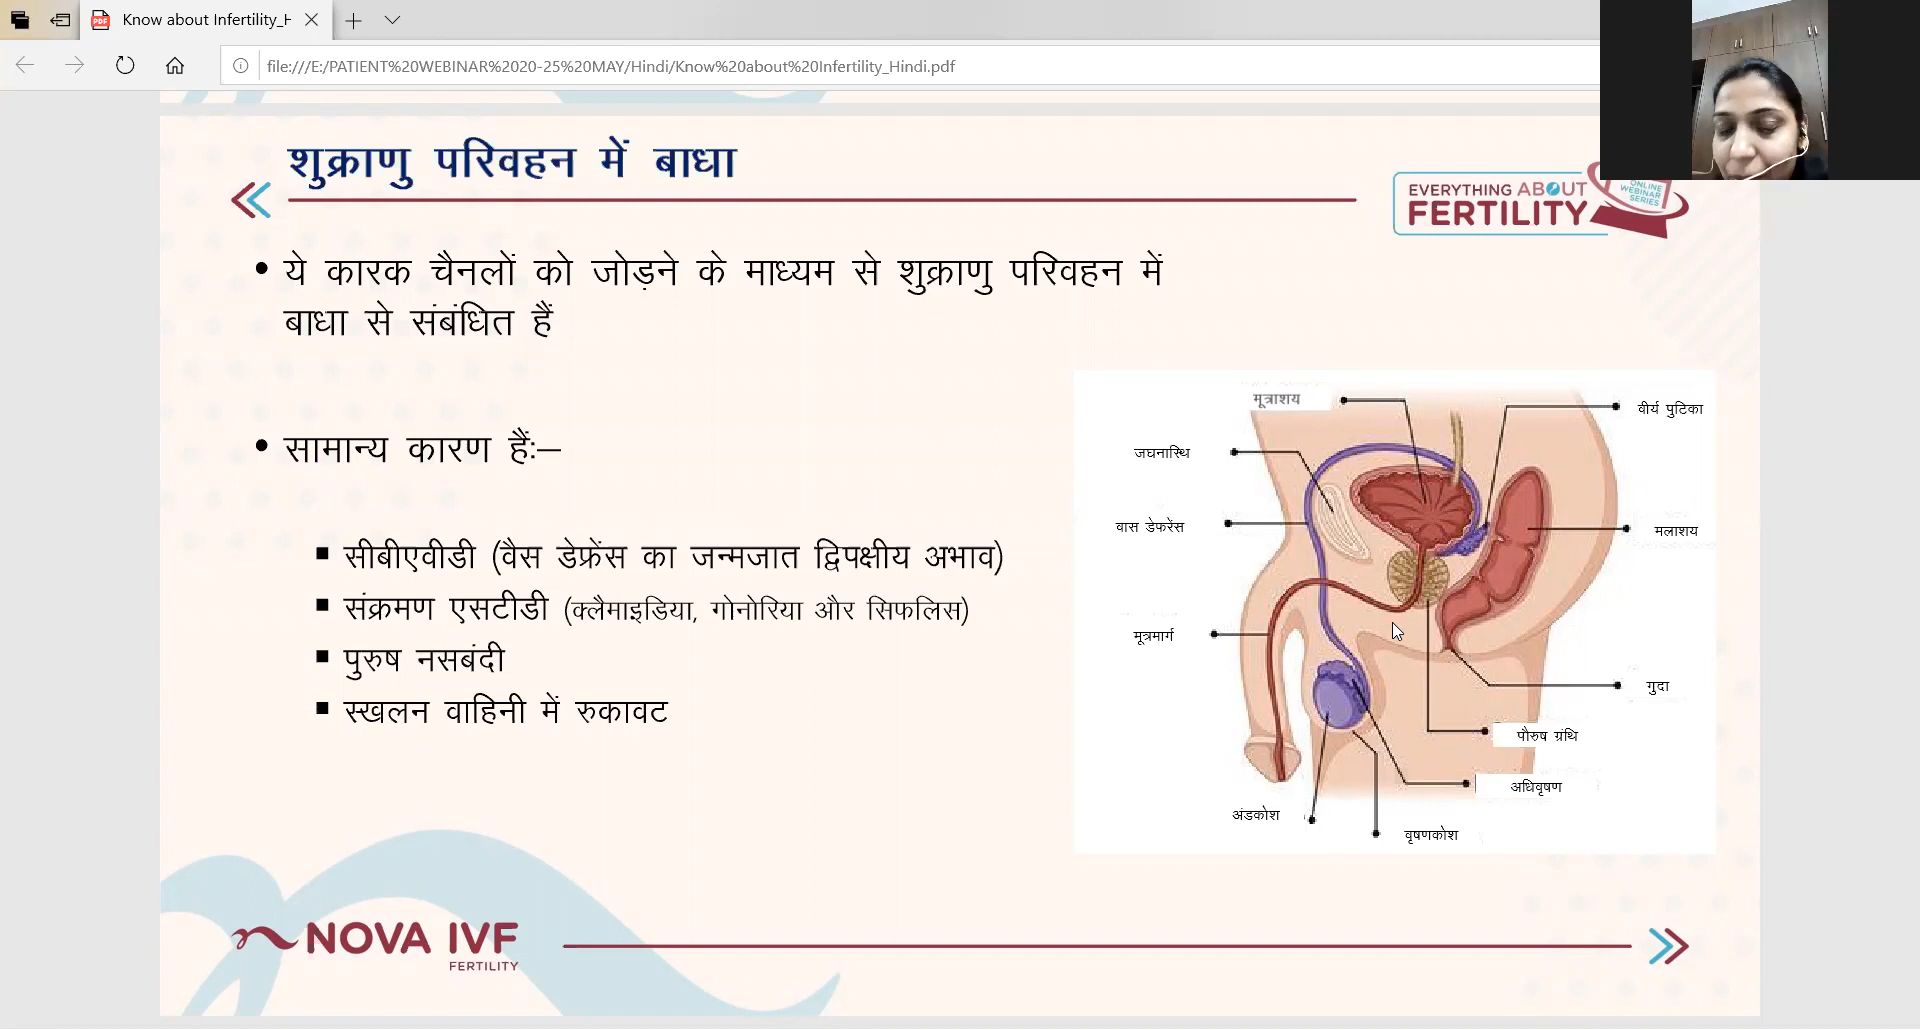 Know about Infertility_H
file:///E:/PATIENT%20WEBINAR%2020-25%20MAY/Hindi/Know%20about%20Infertility_Hindi.pdf
शुक्राणु परिवहन में बाधा
EVERYTHING ABOUT
FERTILITY
ONLINE
WEBINAR
SERIES
• ये कारक चैनलों को जोड़ने के माध्यम से शुक्राणु परिवहन में
बाधा से संबंधित हैं
• सामान्य कारण हैं:–
▪ सीबीएवीडी (वैस डेफ्रेंस का जन्मजात द्विपक्षीय अभाव)
▪ संक्रमण एसटीडी (क्लैमाइडिया, गोनोरिया और सिफलिस)
▪ पुरुष नसबंदी
▪ स्खलन वाहिनी में रुकावट
मूत्राशय
वीर्य पुटिका
जघनास्थि
वास डेफरेंस
मलाशय
मूत्रमार्ग
गुदा
पौरुष ग्रंथि
अधिवृषण
अंडकोश
वृषणकोश
NOVA IVF
FERTILITY